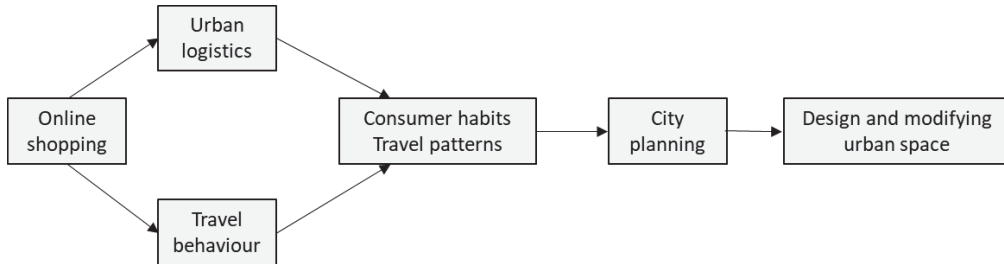 Urban
logistics
Online
shopping
Consumer habits
Travel patterns
City
planning
Design and modifying
urban space
Travel
behaviour